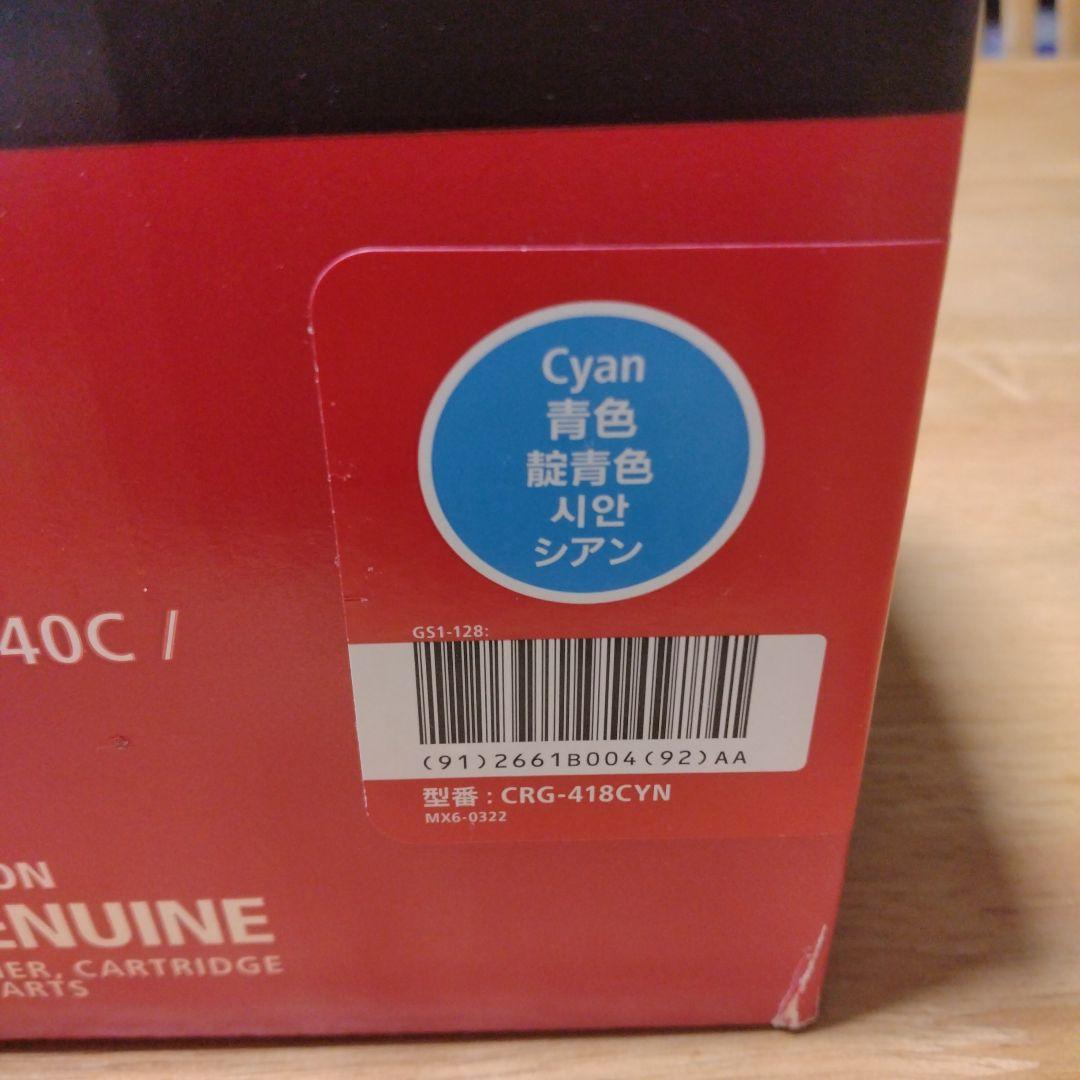 Cyan
青色
靛青色
시안
シアン
40C /
GS1-128:
(91)2661B004(92)AA
型番 : CRG-418CYN
MX6-0322
ON
ENUINE
ER, CARTRIDGE
ARTS